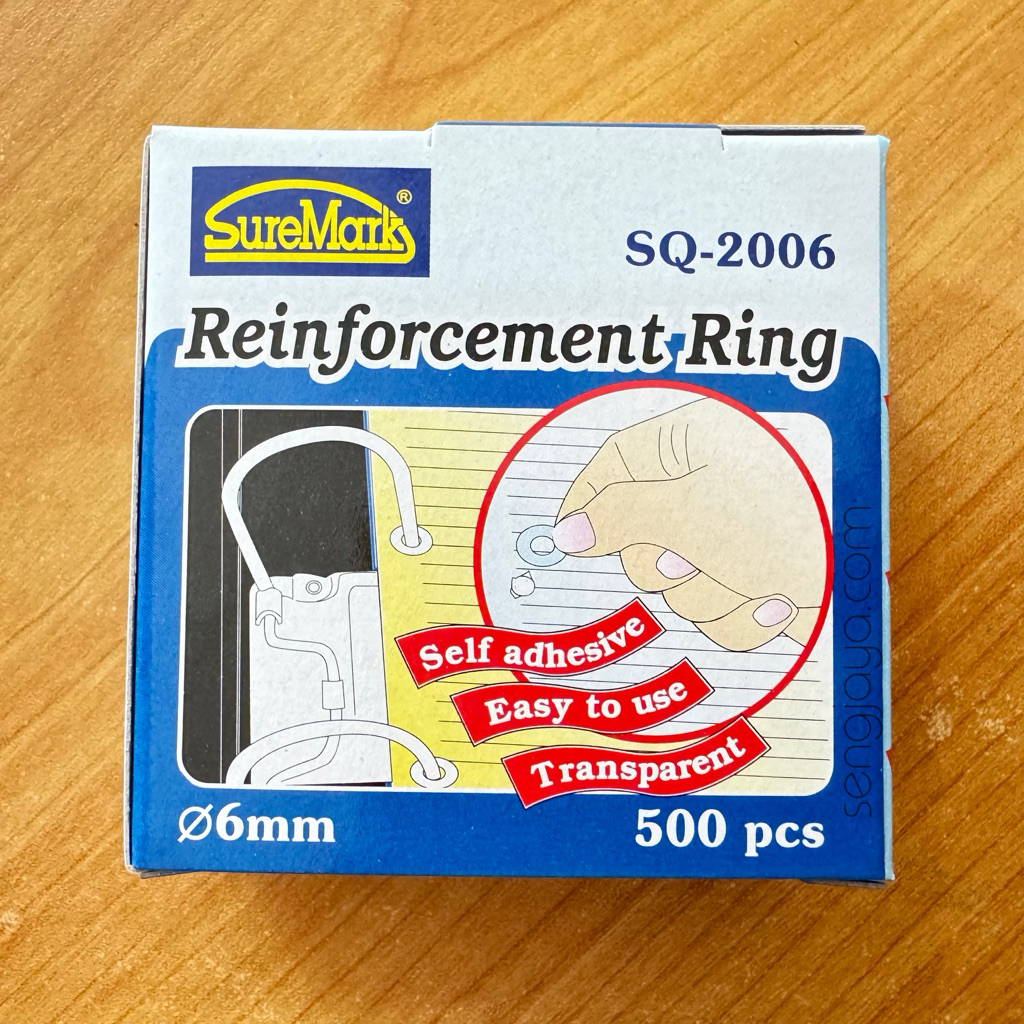 SureMark®
SQ-2006
Reinforcement Ring
Self adhesive
Easy to use
Transparent
Ø6mm
500 pcs
sengjaya.com